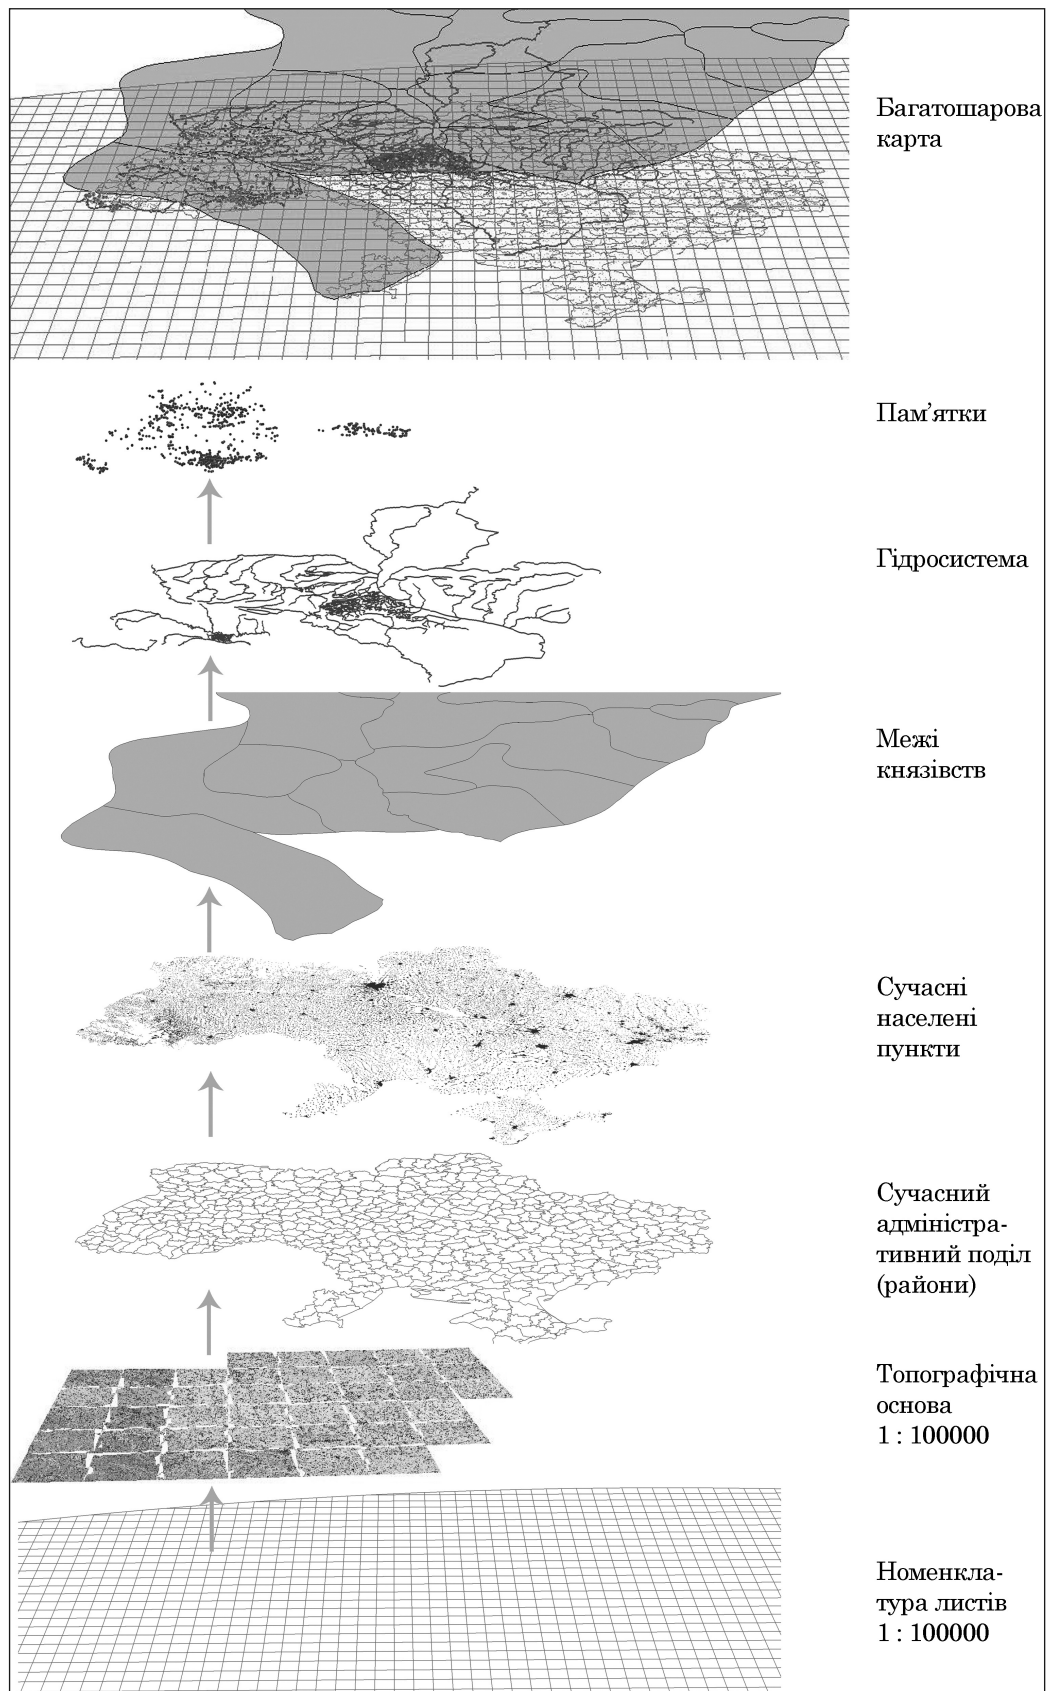 Багатошарова
карта
Пам’ятки
Гідросистема
Межі
князівств
Сучасні
населені
пункти
Сучасний
адміністра-
тивний поділ
(райони)
Топографічна
основа
1 : 100000
Номенкла-
тура листів
1 : 100000